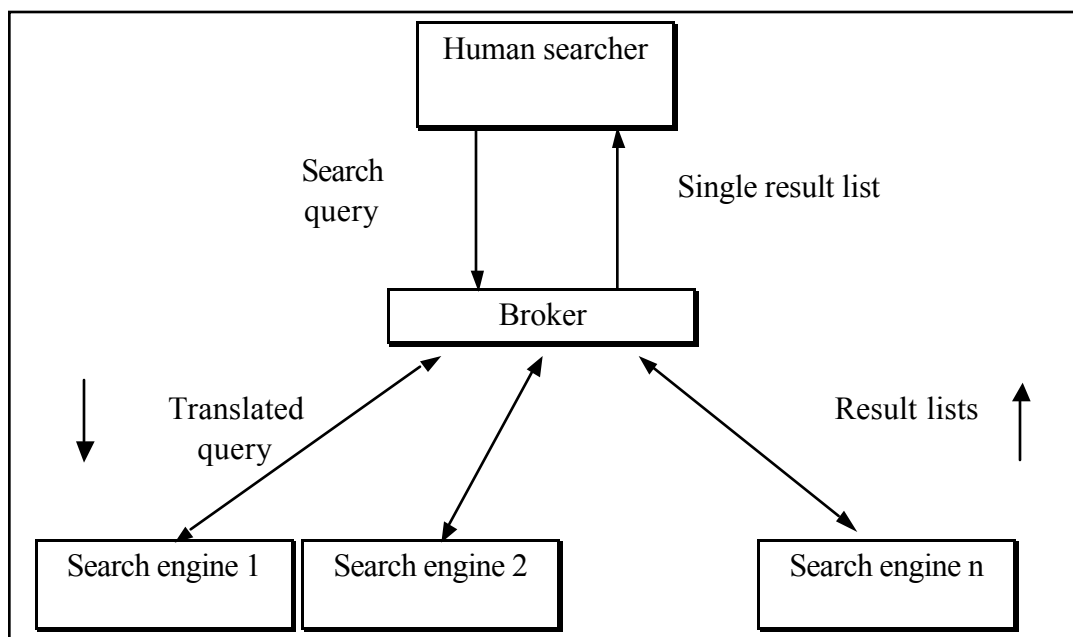 Human searcher
Search
query
Single result list
Broker
Translated
query
Result lists
Search engine 1
Search engine 2
Search engine n